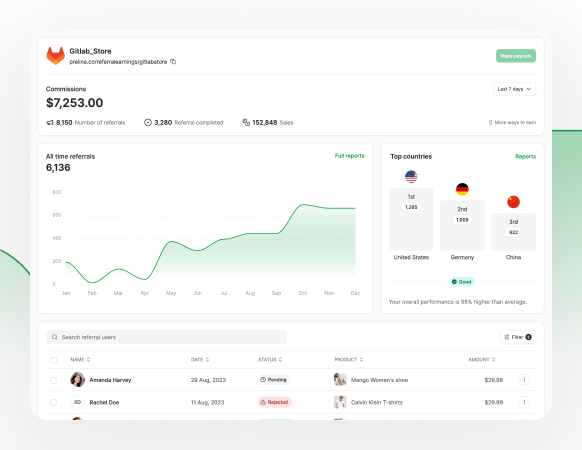 Gitlab_Store
preline.co/referralearnings/gitlabstore
Make payouts
Commissions
Last 7 days
$7,253.00
8,150 Number of referrals
3,280 Referral completed
152,848 Sales
More ways to earn
All time referrals
Full reports
6,136
800
600
400
200
0
Jan Feb Mar Apr May Jun Jul Aug Sep Oct Nov Dec
Top countries
Reports
1st
1,265
2nd
1,009
3rd
922
United States
Germany
China
Good
Your overall performance is 98% higher than average.
Search referral users
Filter 5
NAME DATE STATUS PRODUCT AMOUNT
Amanda Harvey 29 Aug, 2023 Pending Mango Women's shoe $29.99
RD Rachel Doe 11 Aug, 2023 Rejected Calvin Klein T-shirts $29.99